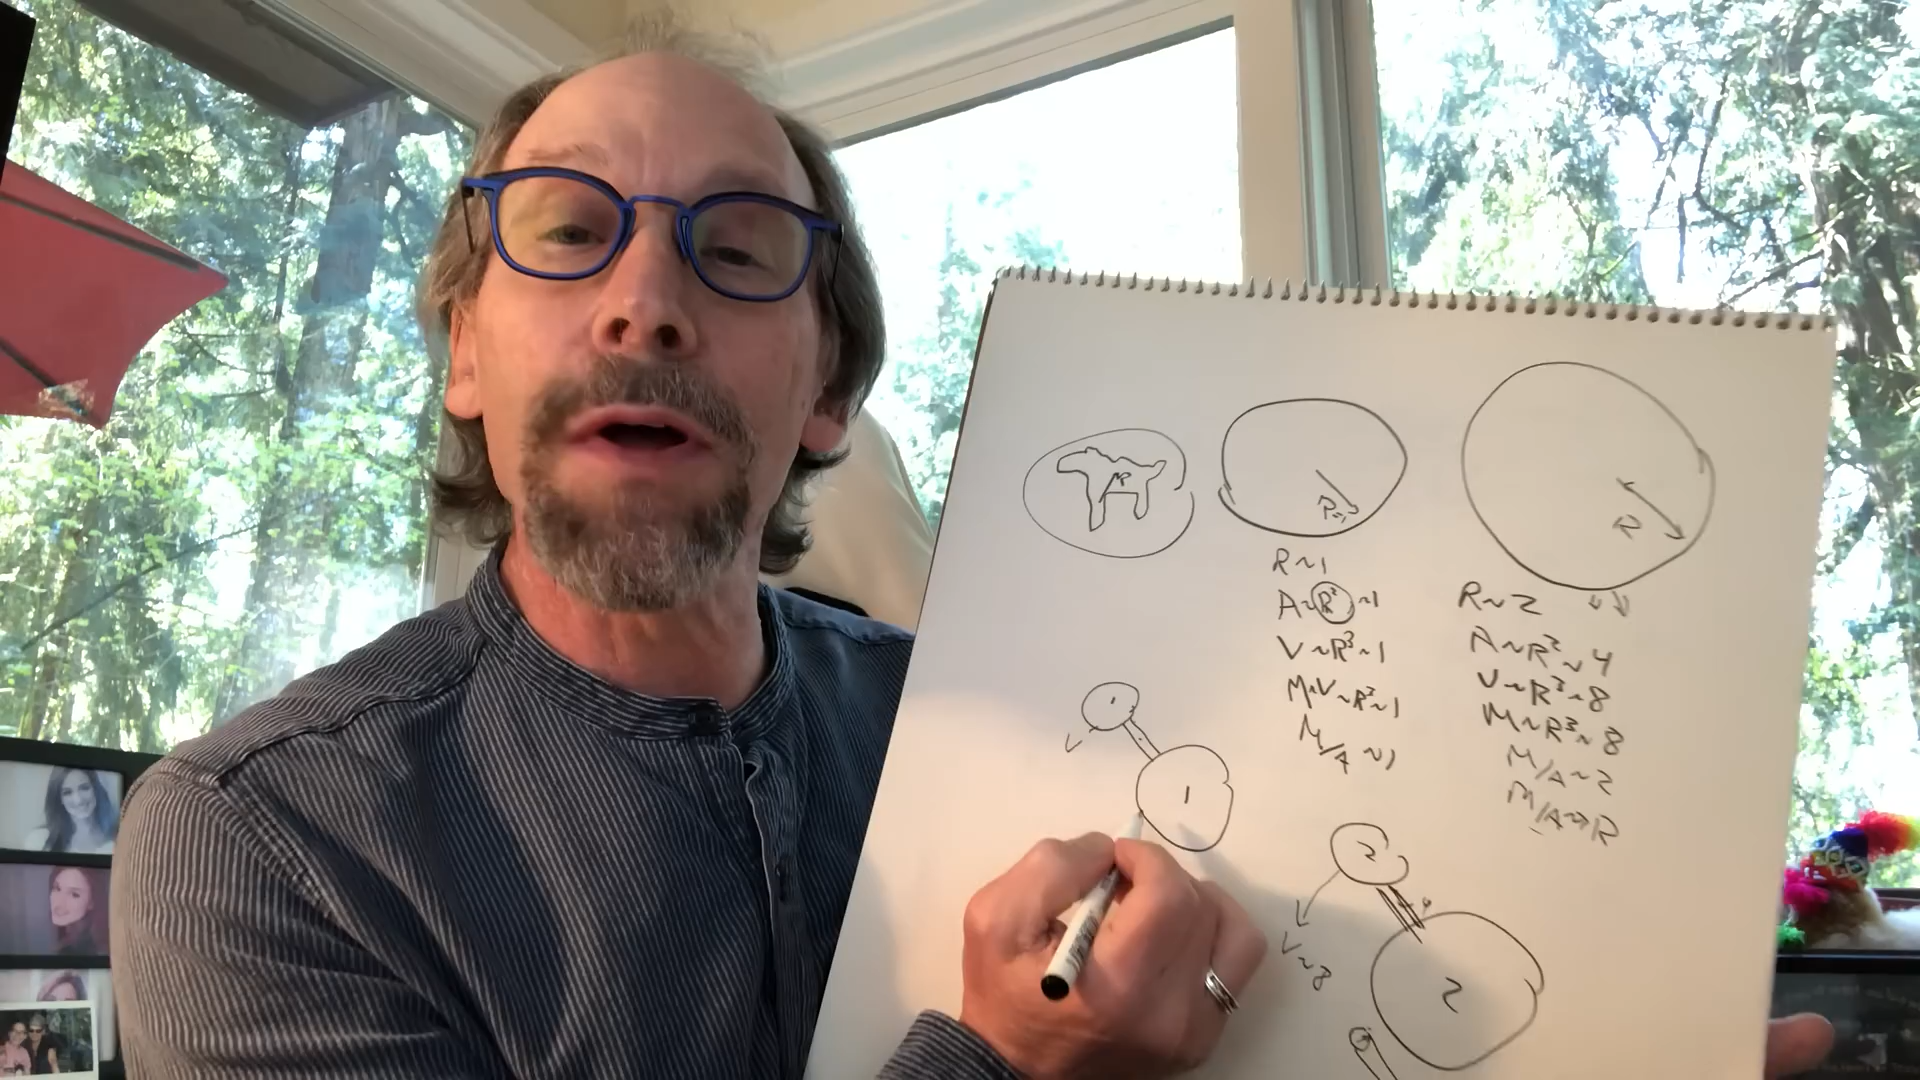 R
R~1
R~1
A~R²~1
V~R³~1
M~V~R³~1
M/A ~1
R
R~2
A~R²~4
V~R³~8
M~R³~8
M/A~2
M/A~>R
1
1
2
V~8
2